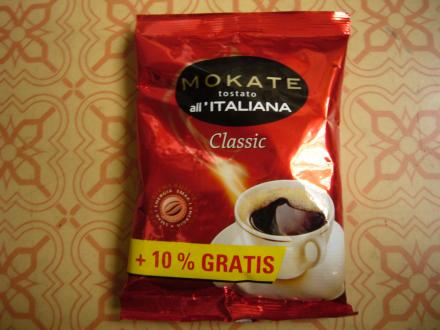 MOKATE
tostato
all'ITALIANA
Classic
+ 10 % GRATIS